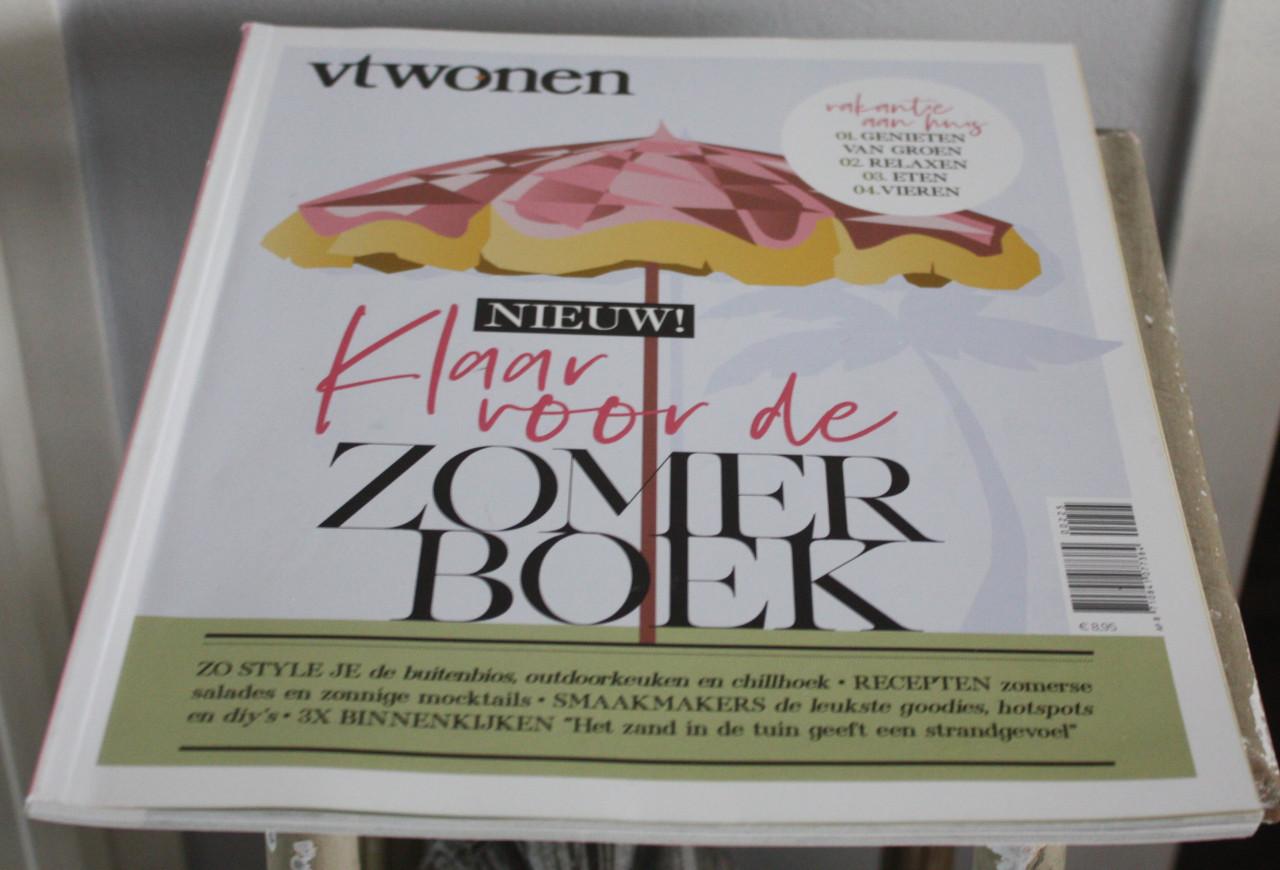 vtwonen
vakantie
aan huis
01. GENIETEN
VAN GROEN
02. RELAXEN
03. ETEN
04.VIEREN
NIEUW!
Klaar
voor de
ZOMER
BOEK
00225
€ 8,95
ZO STYLE JE de buitenbios, outdoorkeuken en chillhoek • RECEPTEN zomerse
salades en zonnige mocktails • SMAAKMAKERS de leukste goodies, hotspots
en diy's • 3X BINNENKIJKEN "Het zand in de tuin geeft een strandgevoel"